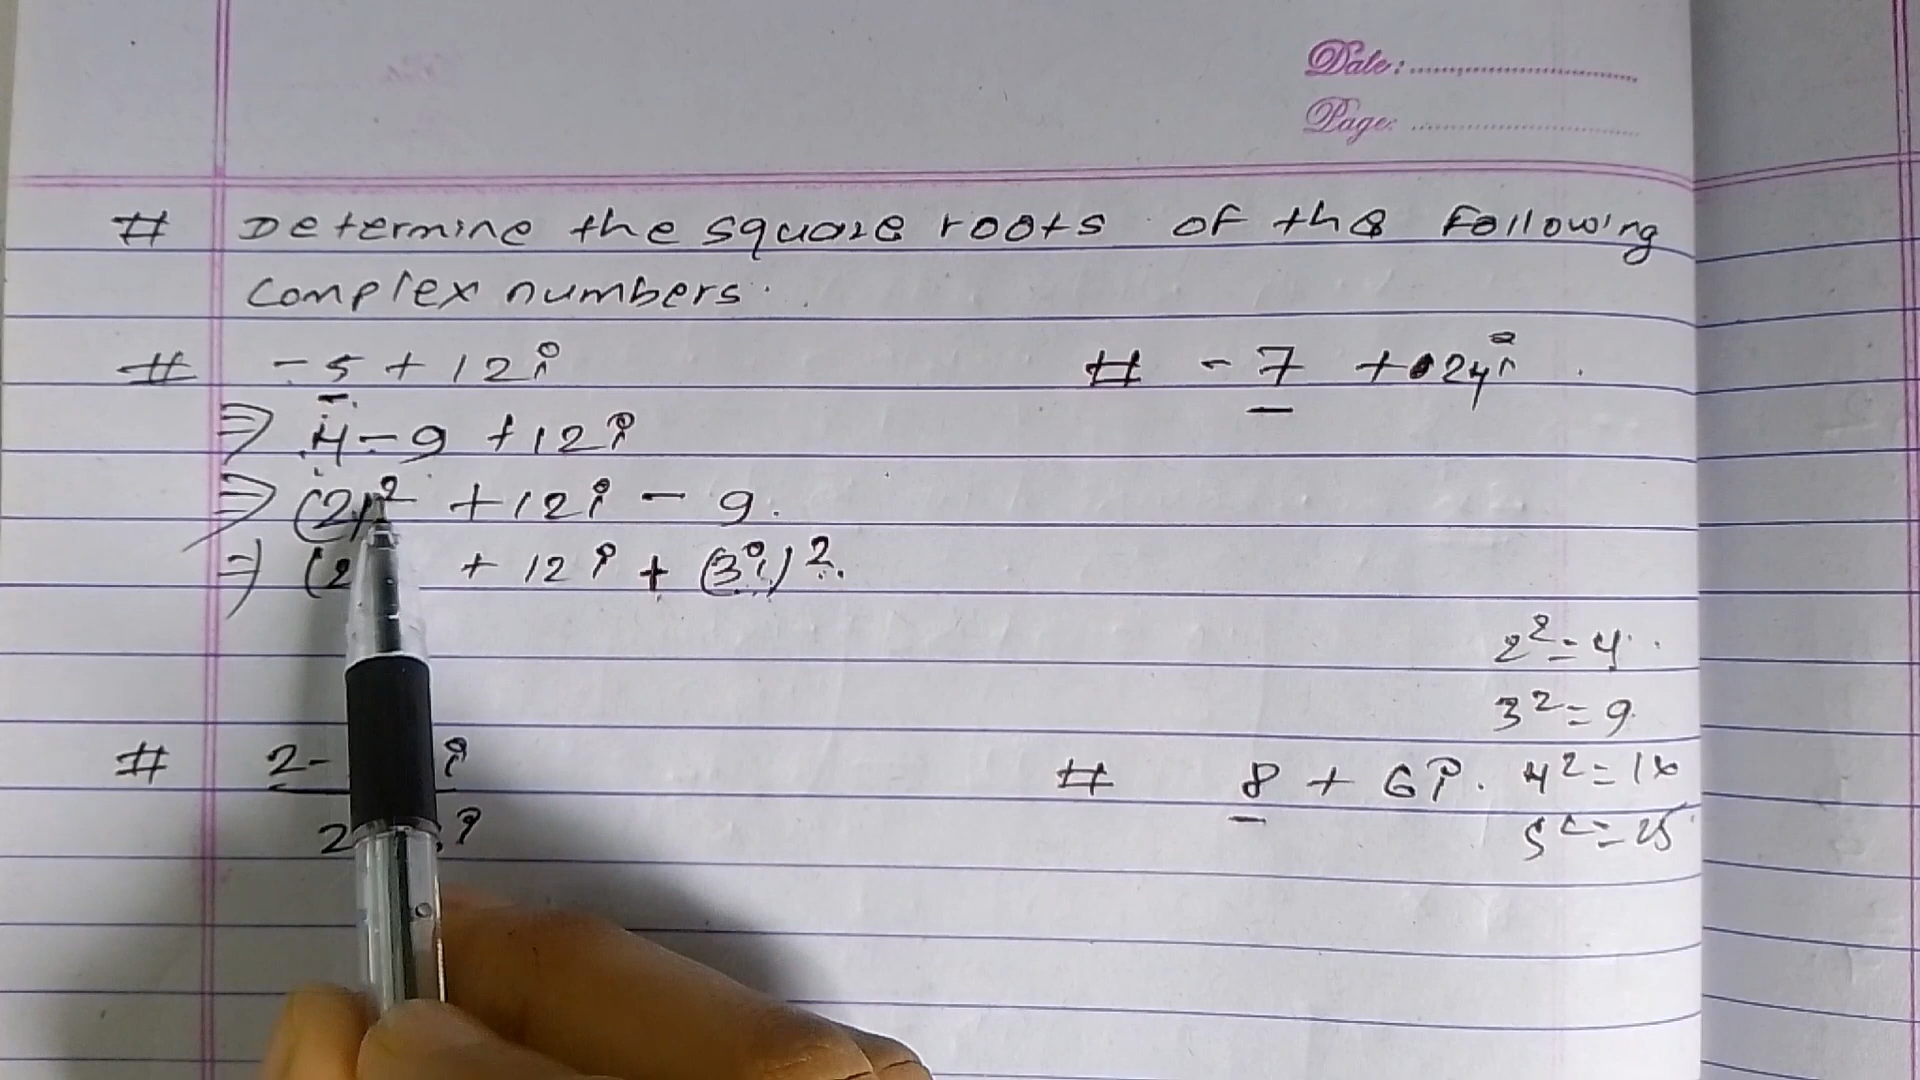 Date:
Page:
# Determine the square roots of the following
complex numbers.
# -5 + 12i
# -7 + 24i
⇒ 4 - 9 + 12i
⇒ (2)² + 12i - 9.
⇒ (2 + 12i + (3i)².
2² = 4
3² = 9
# 2- i
2 i
# 8 + 6i.
4² = 16
5² = 25